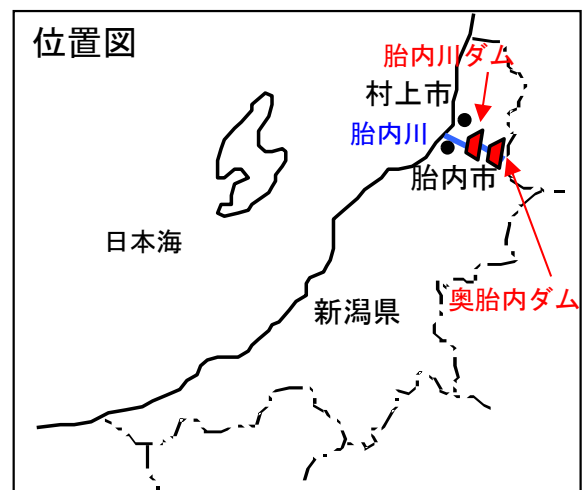 位置図
胎内川ダム
村上市
胎内川
胎内市
日本海
奥胎内ダム
新潟県